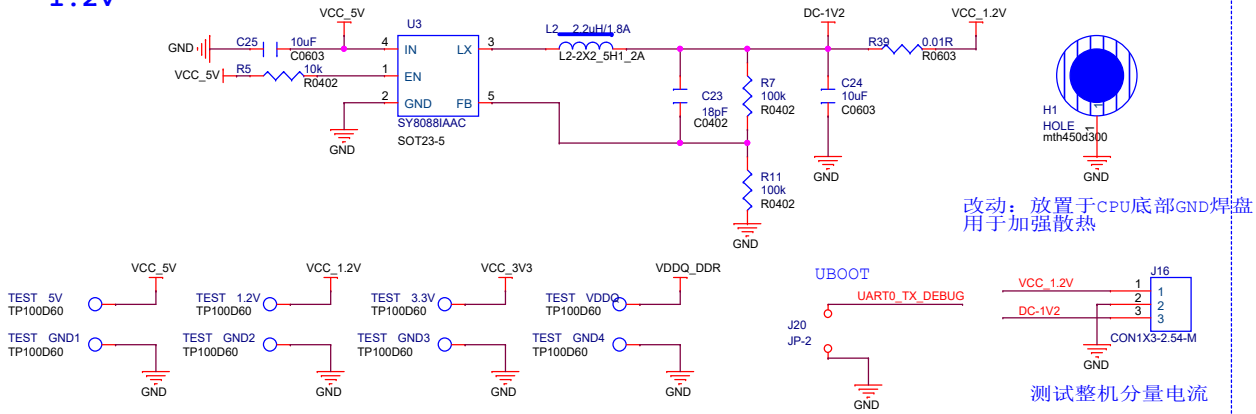 1.2V
VCC_5V
U3
C25
10uF
C0603
GND
4
IN
LX
3
L2
2.2uH/1.8A
L2-2X2_5H1_2A
DC-1V2
R39
0.01R
R0603
VCC_1.2V
VCC_5V
R5
10k
R0402
1
EN
2
GND
FB
5
SY8088IAAC
SOT23-5
GND
C23
18pF
C0402
R7
100k
R0402
C24
10uF
C0603
GND
R11
100k
R0402
GND
H1
HOLE
mth450d300
1
1
GND
改动：放置于CPU底部GND焊盘
用于加强散热
VCC_5V
TEST 5V
TP100D60
VCC_1.2V
TEST 1.2V
TP100D60
VCC_3V3
TEST 3.3V
TP100D60
VDDQ_DDR
TEST VDDQ
TP100D60
TEST GND1
TP100D60
GND
TEST GND2
TP100D60
GND
TEST GND3
TP100D60
GND
TEST GND4
TP100D60
GND
UBOOT
UART0_TX_DEBUG
J20
JP-2
GND
J16
VCC_1.2V
1
1
2
2
DC-1V2
3
3
CON1X3-2.54-M
GND
测试整机分量电流